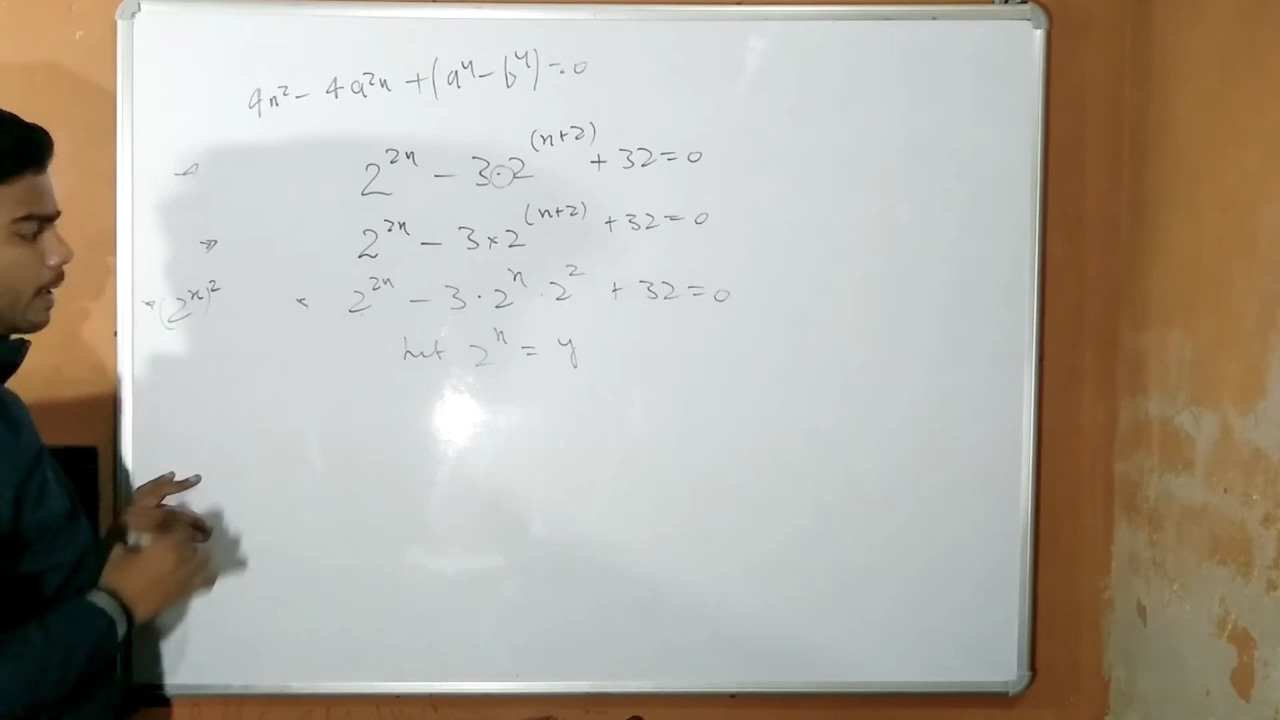 4x² - 4a²x + (a⁴ - b⁴) = 0
→ 2^{2x} - 3·2^{(x+2)} + 32 = 0
⇒ 2^{2x} - 3×2^{(x+2)} + 32 = 0
(2^x)² 2^{2x} - 3·2^x·2² + 32 = 0
Let 2^x = y